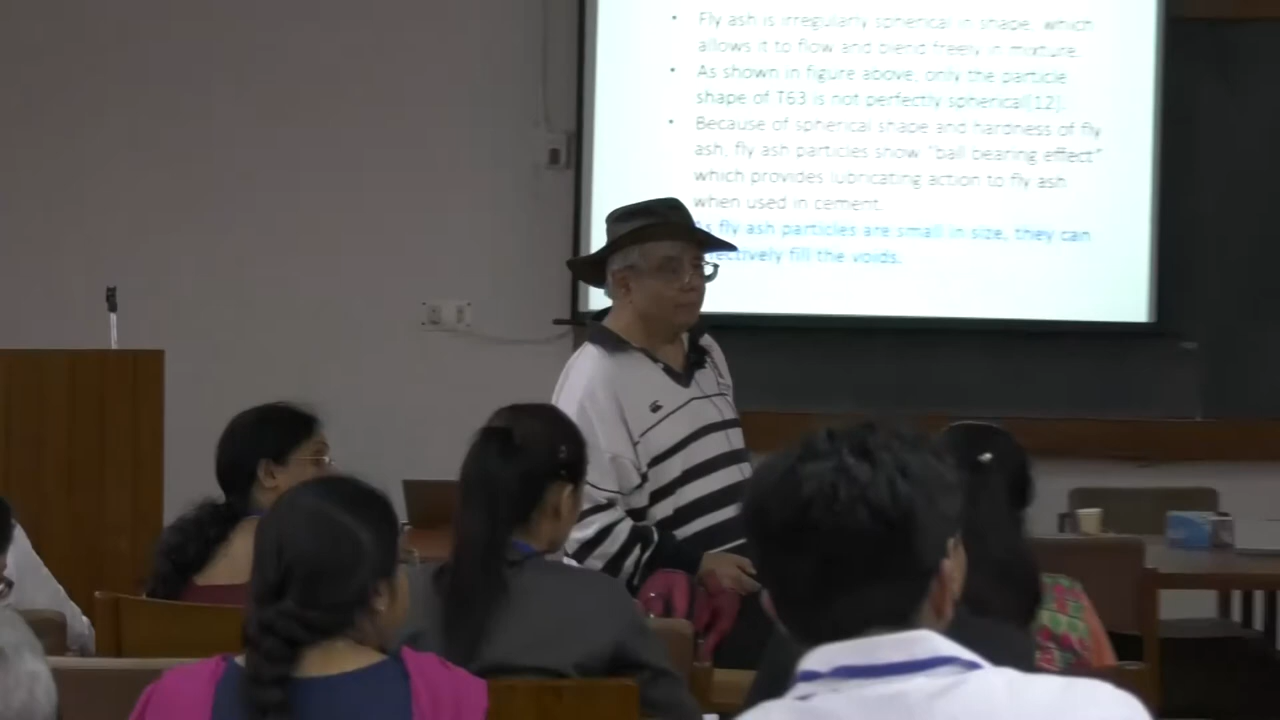 • Fly ash is irregularly spherical in shape, which
allows it to flow and blend freely in mixture.
• As shown in figure above, only the particle
shape of T63 is not perfectly spherical[12].
• Because of spherical shape and hardness of fly
ash, fly ash particles show "ball bearing effect"
which provides lubricating action to fly ash
when used in cement.
fly ash particles are small in size, they can
fill the voids.